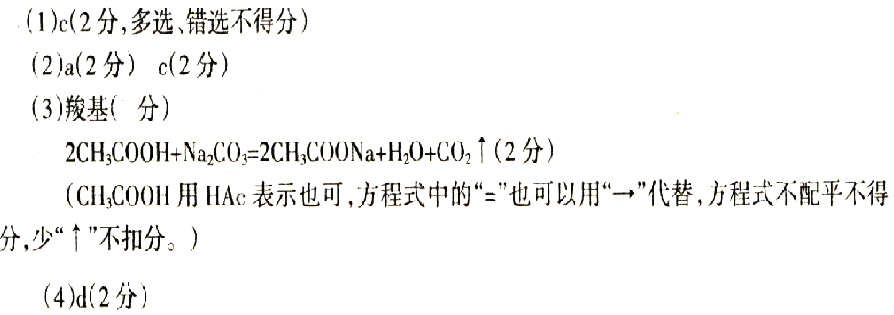 (1)c(2分,多选、错选不得分)
(2)a(2分) c(2分)
(3)羧基( 分)
2CH₃COOH+Na₂CO₃=2CH₃COONa+H₂O+CO₂↑(2分)
(CH₃COOH用HAc表示也可,方程式中的“=”也可以用“→”代替,方程式不配平不得
分,少“↑”不扣分。)
(4)d(2分)